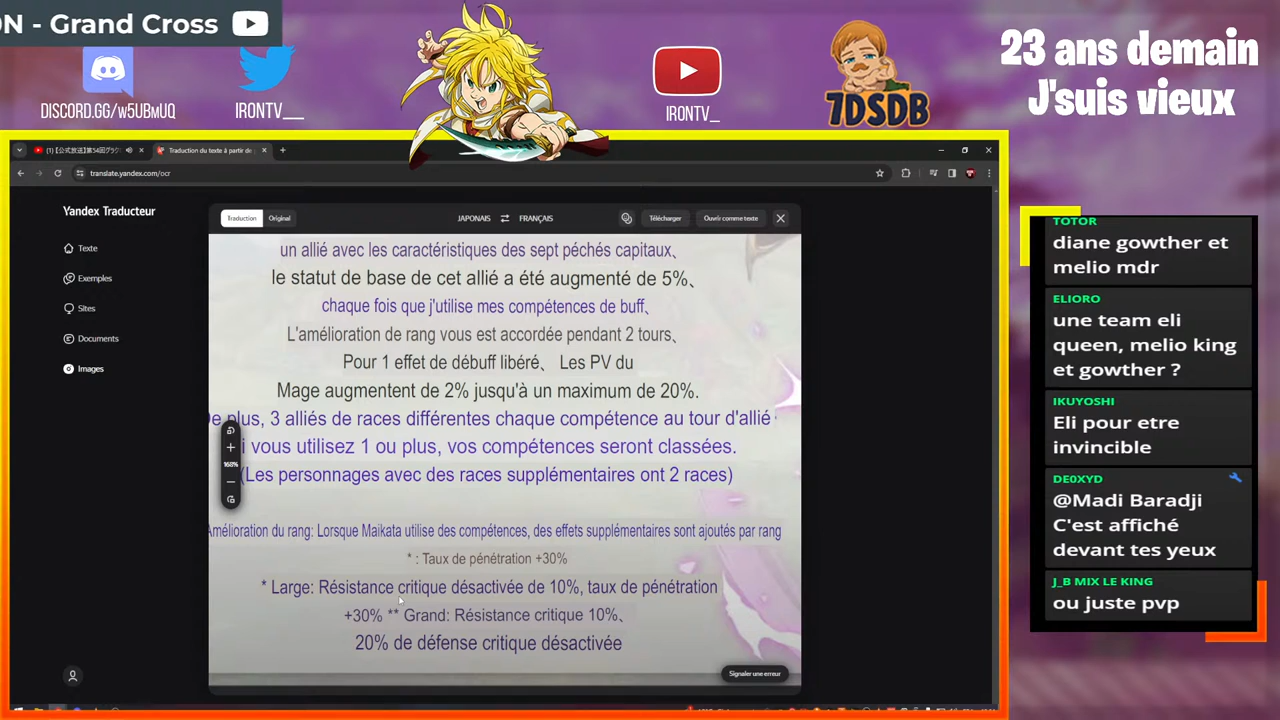 N - Grand Cross
DISCORD.GG/w5UBmUQ
IRONTV___
IRONTV_
7DSDB
23 ans demain
J'suis vieux
Traduction du texte à partir de
translate.yandex.com/ocr
Yandex Traducteur
Texte
Exemples
Sites
Documents
Images
Traduction
Original
JAPONAIS
FRANÇAIS
Télécharger
Ouvrir comme texte
un allié avec les caractéristiques des sept péchés capitaux、
le statut de base de cet allié a été augmenté de 5%、
chaque fois que j'utilise mes compétences de buff、
L'amélioration de rang vous est accordée pendant 2 tours、
Pour 1 effet de débuff libéré、 Les PV du
Mage augmentent de 2% jusqu'à un maximum de 20%.
De plus, 3 alliés de races différentes chaque compétence au tour d'allié
i vous utilisez 1 ou plus, vos compétences seront classées.
(Les personnages avec des races supplémentaires ont 2 races)
Amélioration du rang: Lorsque Maikata utilise des compétences, des effets supplémentaires sont ajoutés par rang
* : Taux de pénétration +30%
* Large: Résistance critique désactivée de 10%, taux de pénétration
+30% ** Grand: Résistance critique 10%、
20% de défense critique désactivée
168%
Signaler une erreur
TOTOR
diane gowther et
melio mdr
ELIORO
une team eli
queen, melio king
et gowther ?
IKUYOSHI
Eli pour etre
invincible
DE0XYD
@Madi Baradji
C'est affiché
devant tes yeux
J_B MIX LE KING
ou juste pvp